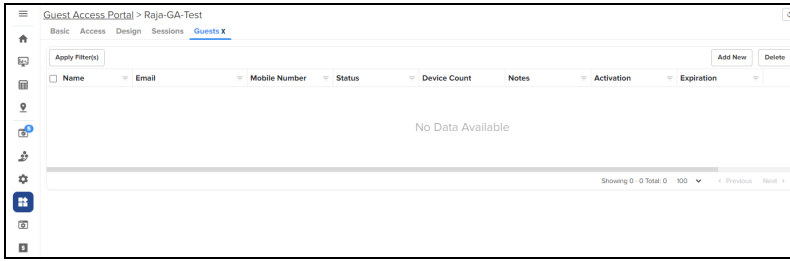 Guest Access Portal > Raja-GA-Test
Basic Access Design Sessions Guests X
Apply Filter(s) Add New Delete
Name Email Mobile Number Status Device Count Notes Activation Expiration
No Data Available
Showing 0 - 0 Total: 0 100 < Previous Next >